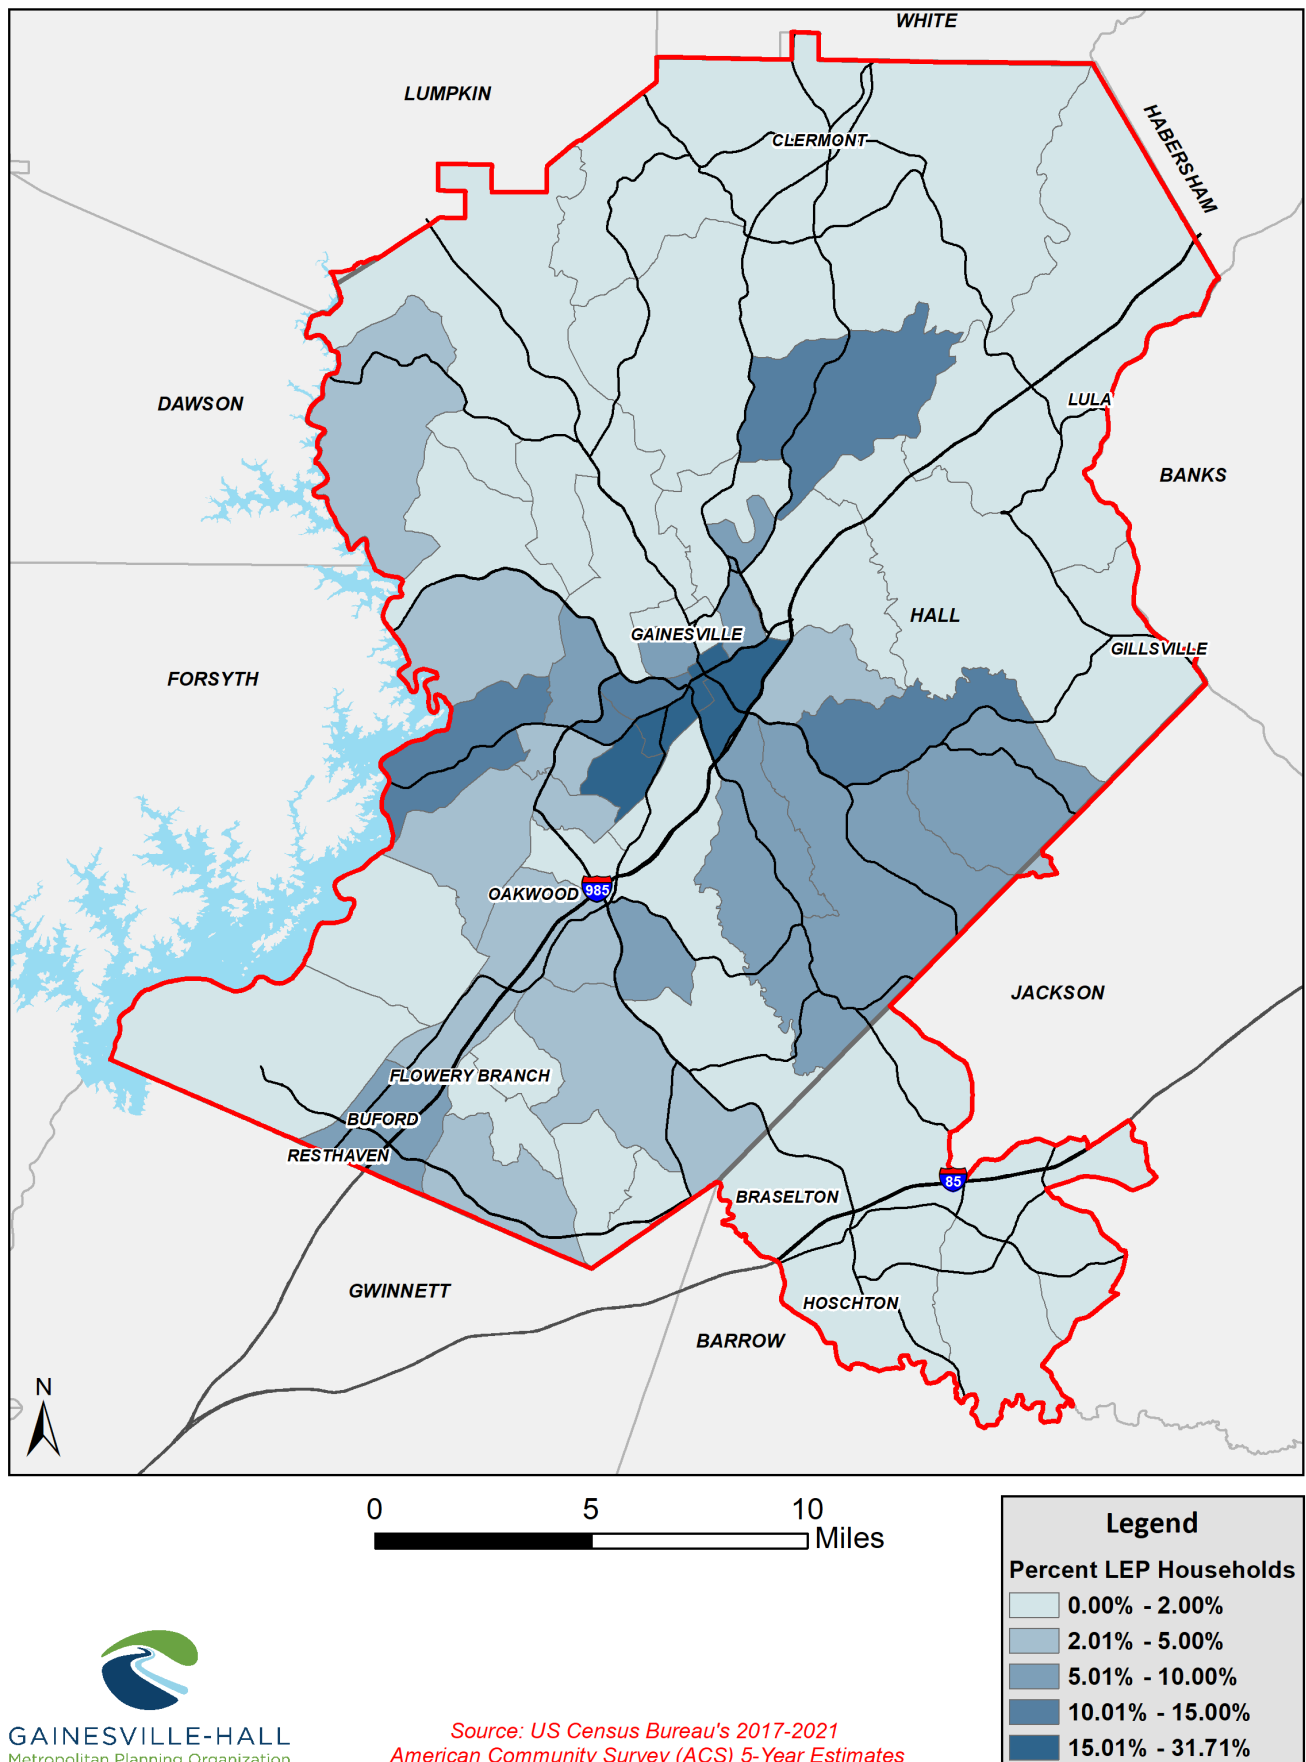 WHITE
LUMPKIN
HABERSHAM
CLERMONT
DAWSON
LULA
BANKS
HALL
GAINESVILLE
GILLSVILLE
FORSYTH
OAKWOOD
985
JACKSON
FLOWERY BRANCH
BUFORD
RESTHAVEN
85
BRASELTON
GWINNETT
HOSCHTON
BARROW
N
0 5 10
Miles
Legend
Percent LEP Households
0.00% - 2.00%
2.01% - 5.00%
5.01% - 10.00%
10.01% - 15.00%
15.01% - 31.71%
GAINESVILLE-HALL
Metropolitan Planning Organization
Source: US Census Bureau's 2017-2021
American Community Survey (ACS) 5-Year Estimates